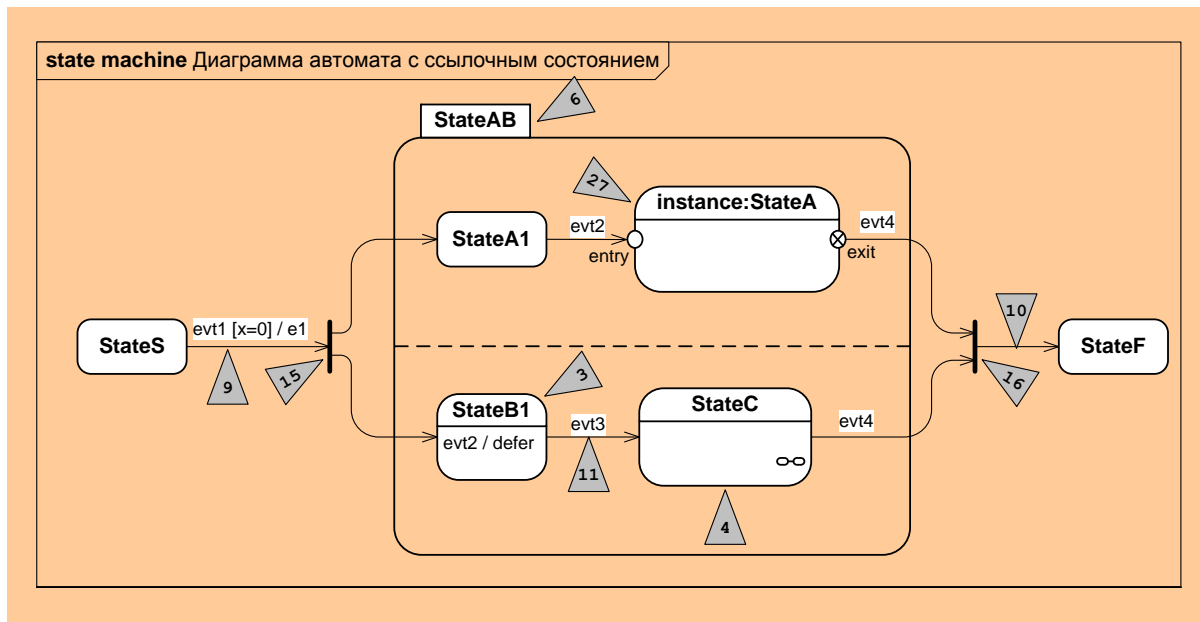 state machine Диаграмма автомата с ссылочным состоянием
6
StateAB
27
instance:StateA
evt2
evt4
StateA1
entry
exit
evt1 [x=0] / e1
10
StateS
StateF
9
15
3
16
StateB1
StateC
evt2 / defer
evt3
evt4
11
4